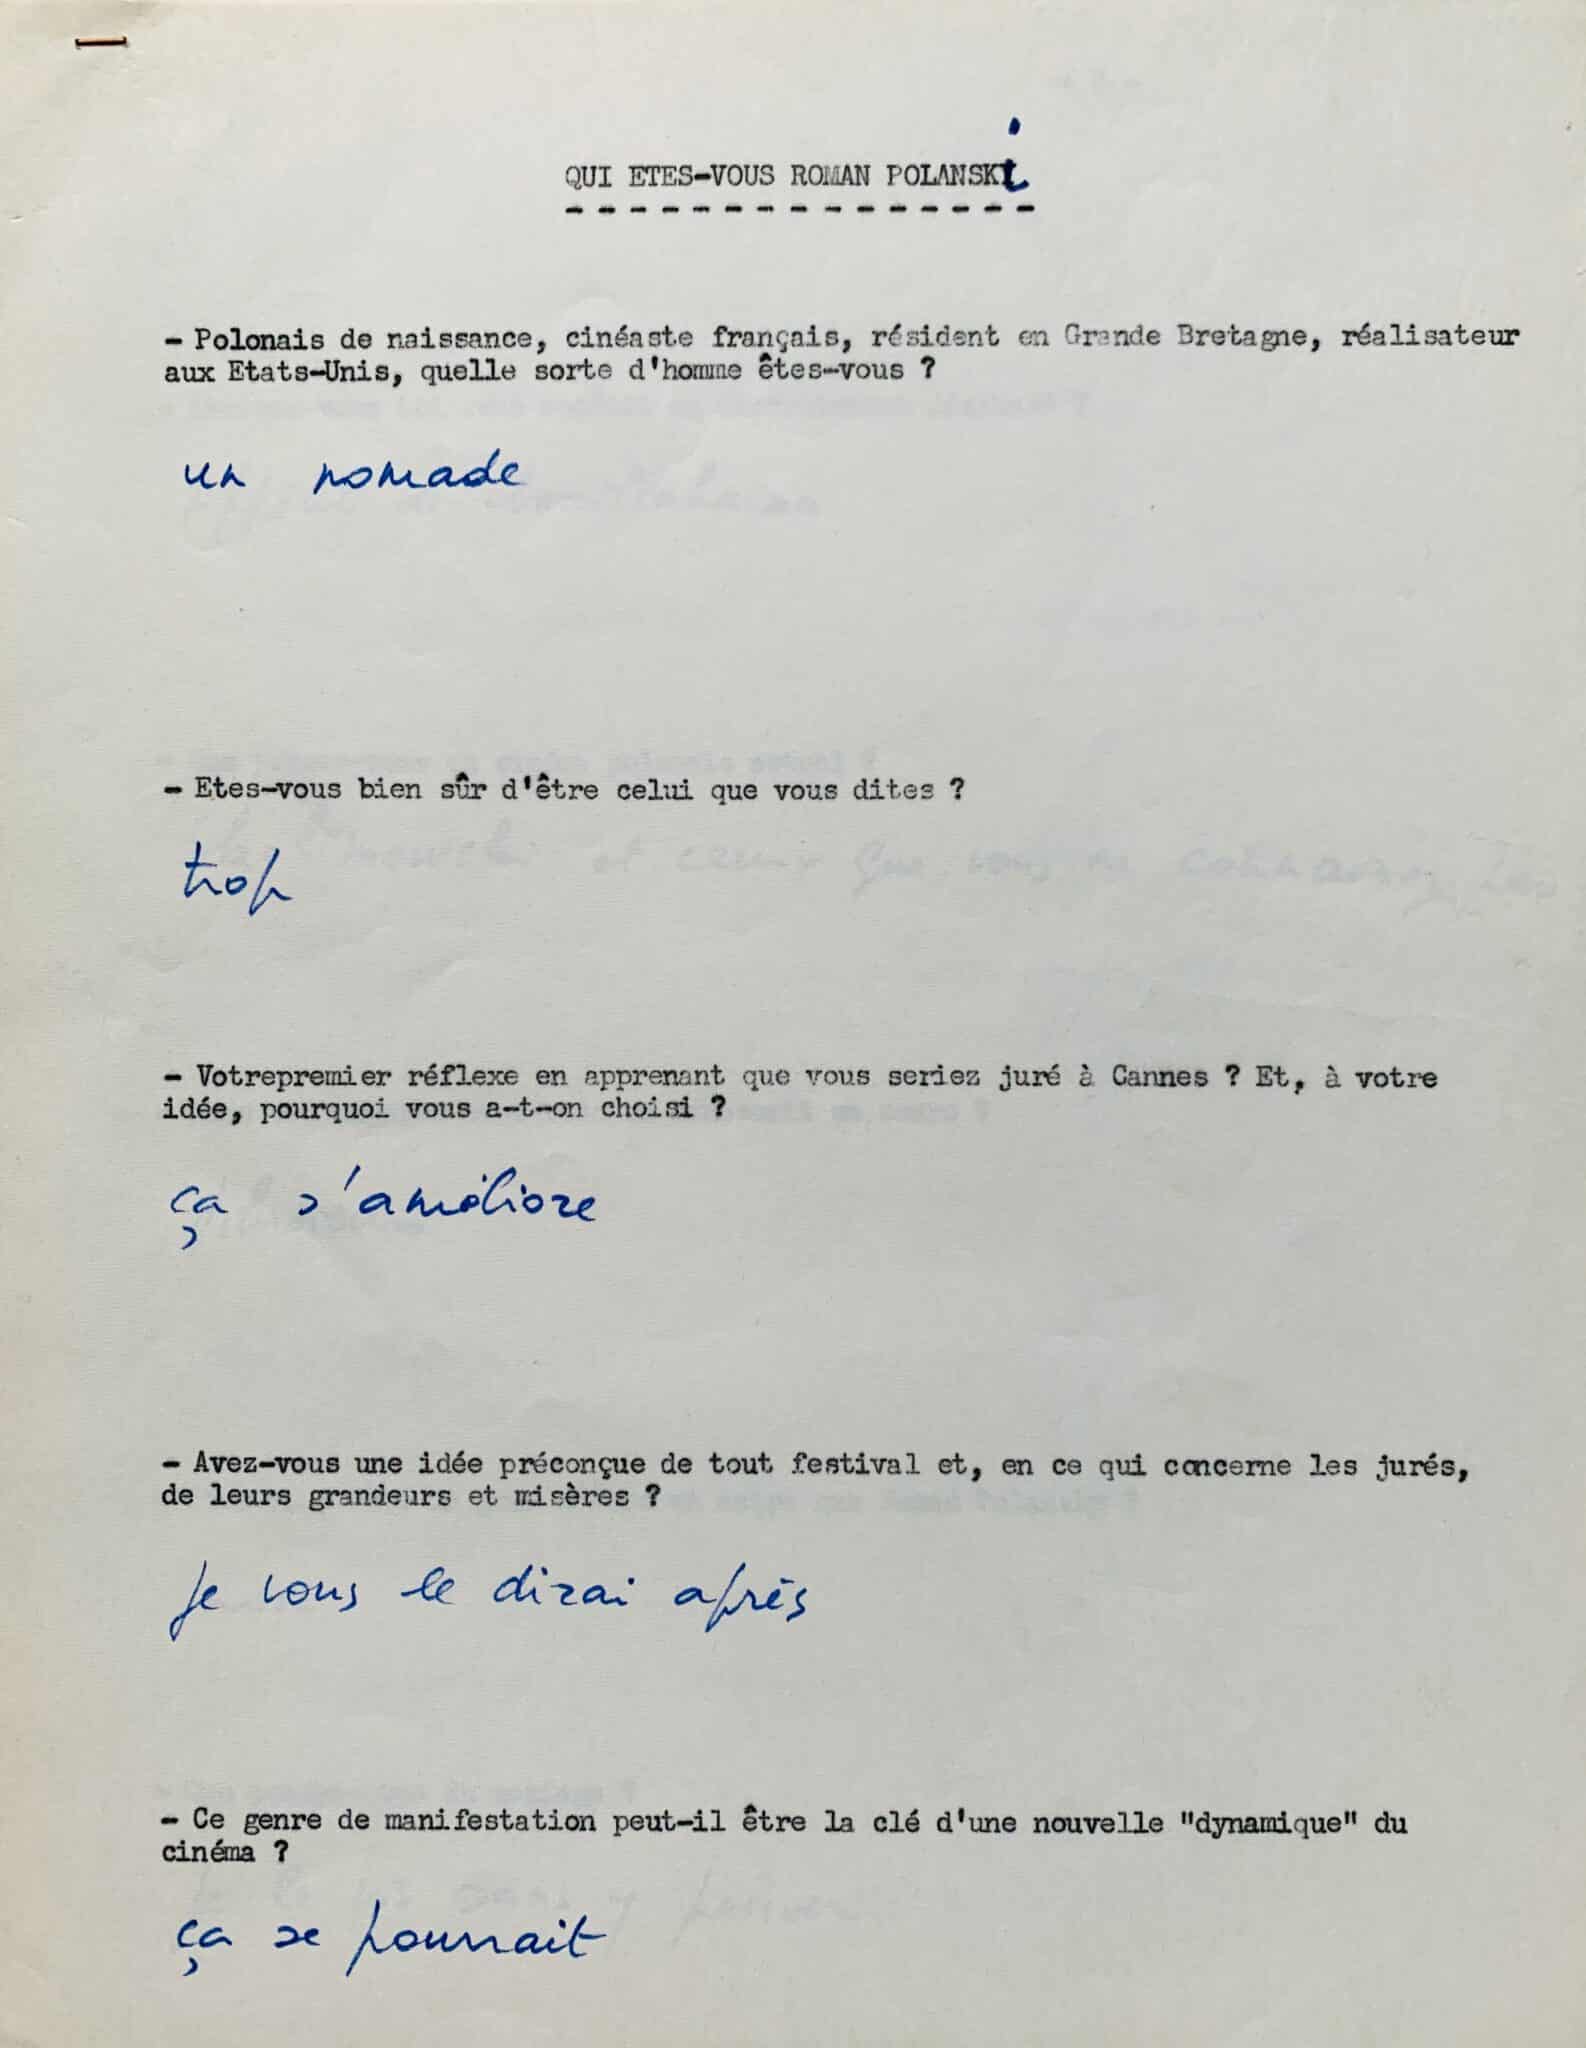 QUI ETES-VOUS ROMAN POLANSKi
- Polonais de naissance, cinéaste français, résident en Grande Bretagne, réalisateur
aux Etats-Unis, quelle sorte d'homme êtes-vous ?
un nomade
- Etes-vous bien sûr d'être celui que vous dites ?
trop
- Votrepremier réflexe en apprenant que vous seriez juré à Cannes ? Et, à votre
idée, pourquoi vous a-t-on choisi ?
ça s'améliore
- Avez-vous une idée préconçue de tout festival et, en ce qui concerne les jurés,
de leurs grandeurs et misères ?
je vous le dirai après
- Ce genre de manifestation peut-il être la clé d'une nouvelle "dynamique" du
cinéma ?
ça se pourrait